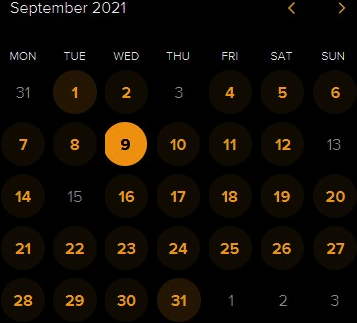 September 2021
MON TUE WED THU FRI SAT SUN
31 1 2 3 4 5 6
7 8 9 10 11 12 13
14 15 16 17 18 19 20
21 22 23 24 25 26 27
28 29 30 31 1 2 3